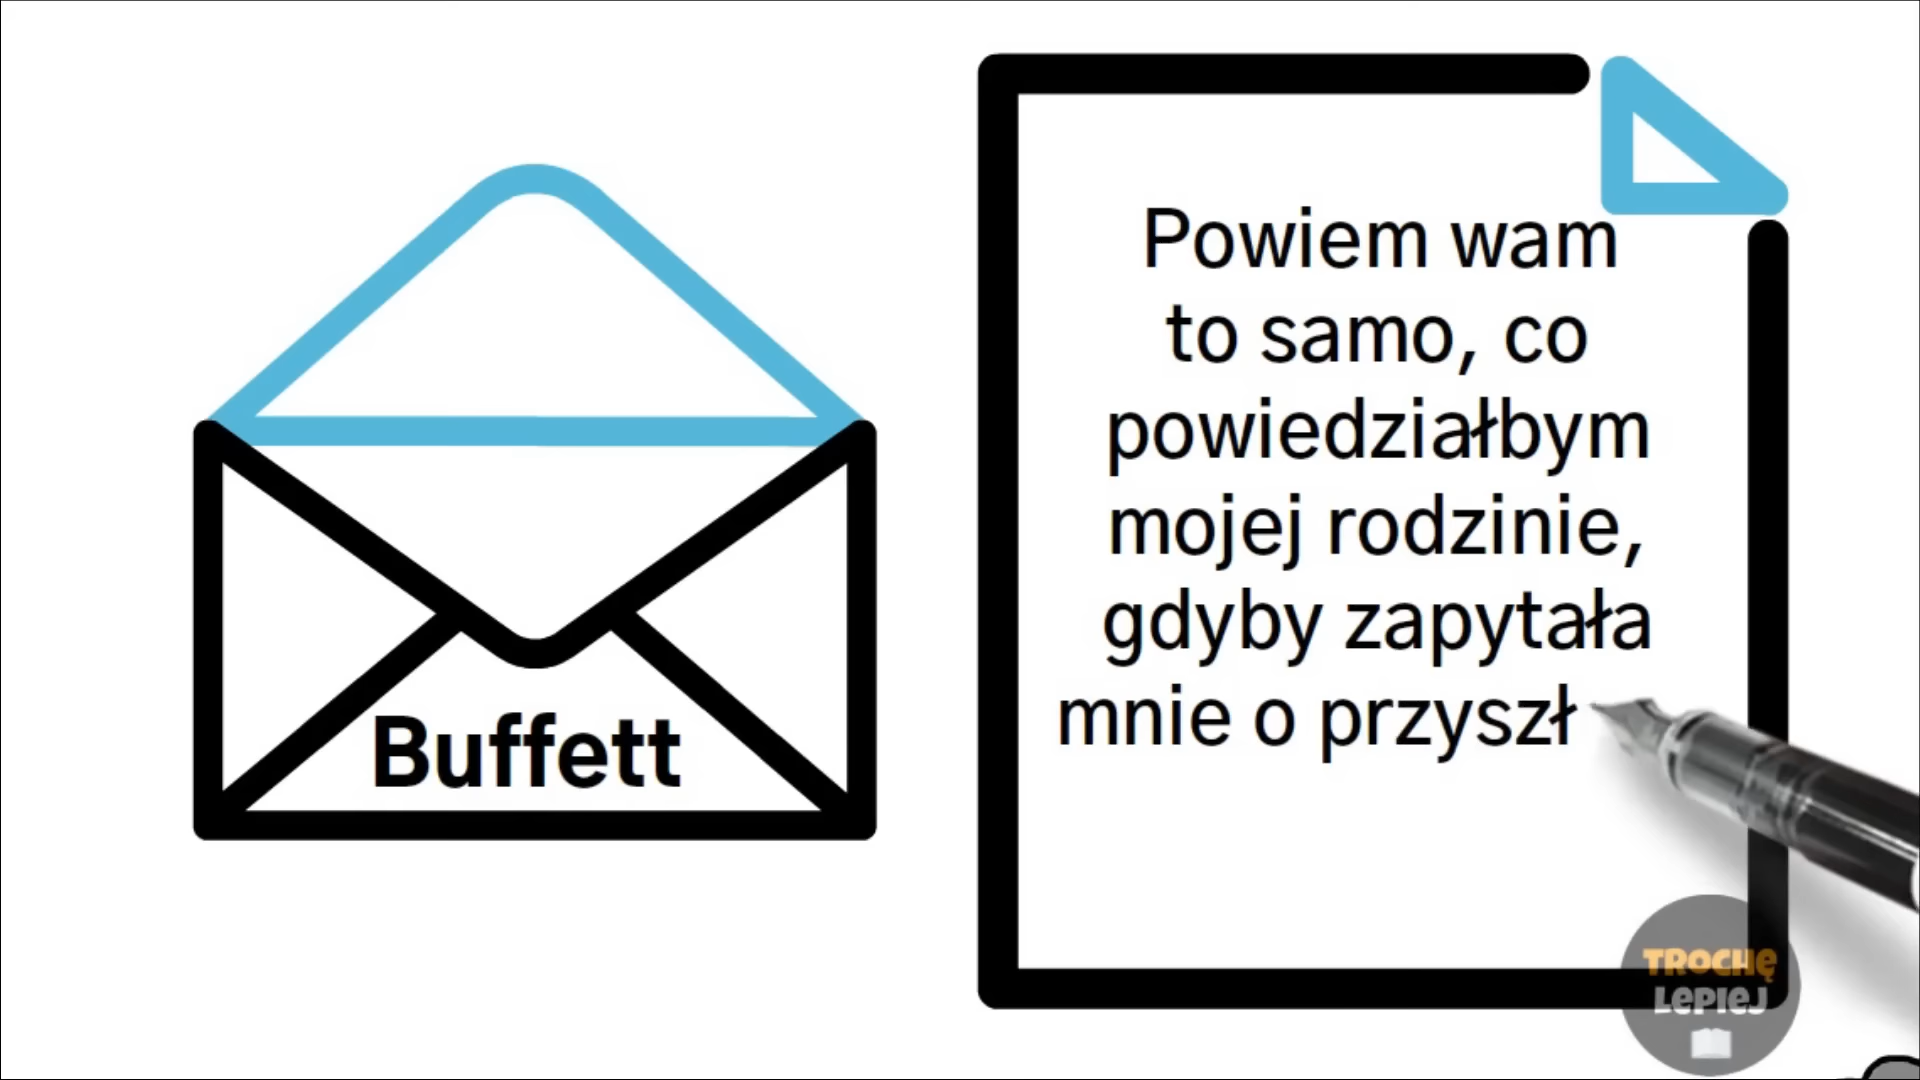 Powiem wam
to samo, co
powiedziałbym
mojej rodzinie,
gdyby zapytała
mnie o przyszł
Buffett
TROCHĘ
LEPIEJ